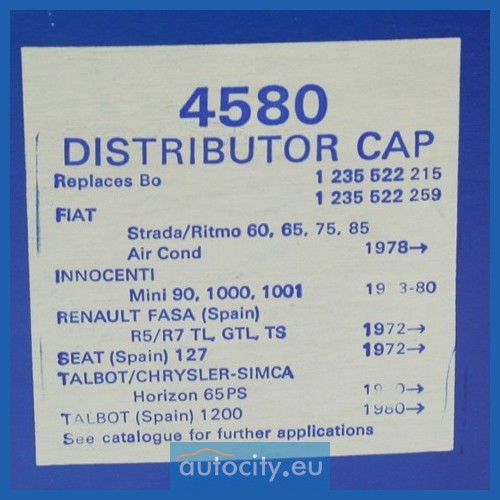 4580
DISTRIBUTOR CAP
Replaces Bo 1 235 522 215
1 235 522 259
FIAT
Strada/Ritmo 60, 65, 75, 85
Air Cond 1978→
INNOCENTI
Mini 90, 1000, 1001
RENAULT FASA (Spain)
R5/R7 TL, GTL, TS 1972→
SEAT (Spain) 127 1972→
TALBOT/CHRYSLER-SIMCA
Horizon 65PS
TALBOT (Spain) 1200 1980→
See catalogue for further applications
autocity.eu